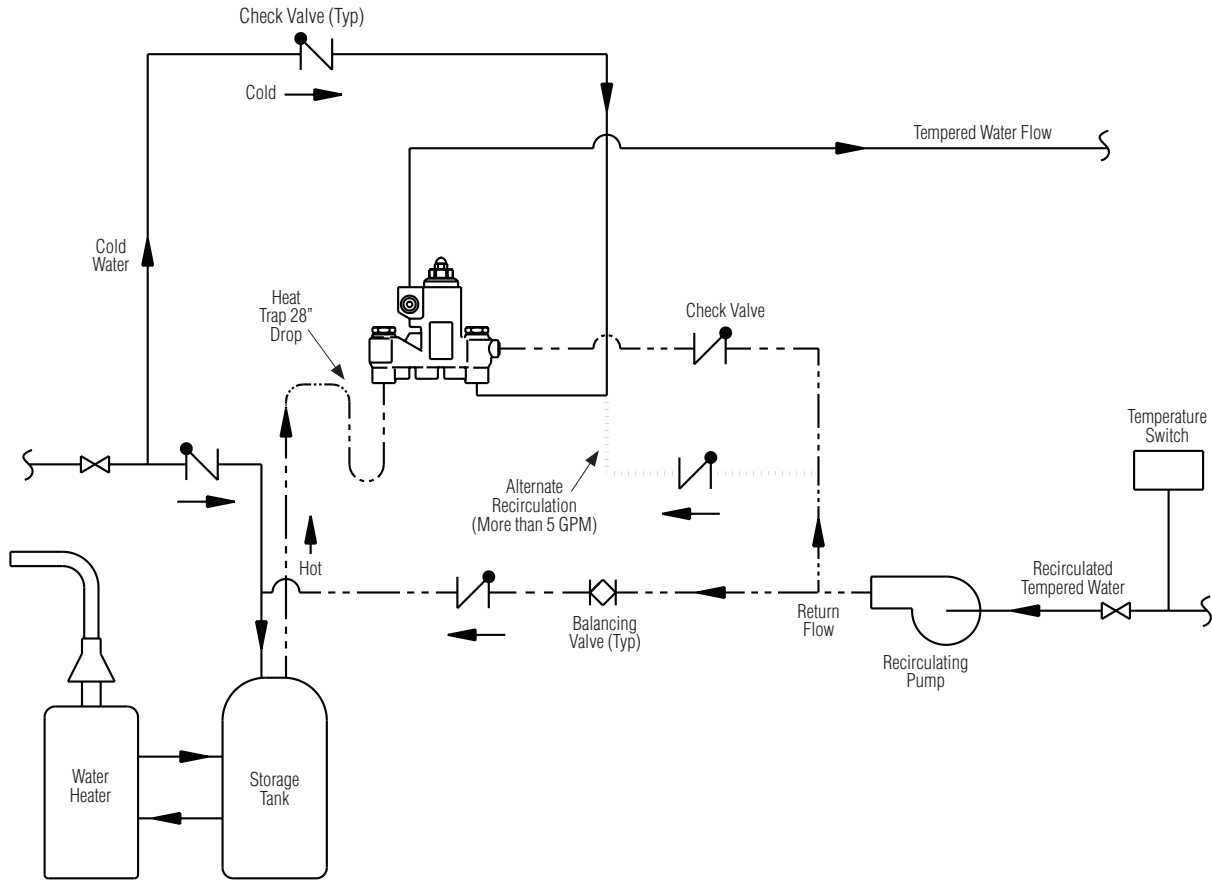 Check Valve (Typ)
Cold
Tempered Water Flow
Cold
Water
Heat
Trap 28"
Drop
Check Valve
Temperature
Switch
Alternate
Recirculation
(More than 5 GPM)
Hot
Recirculated
Tempered Water
Return
Flow
Balancing
Valve (Typ)
Recirculating
Pump
Water
Heater
Storage
Tank